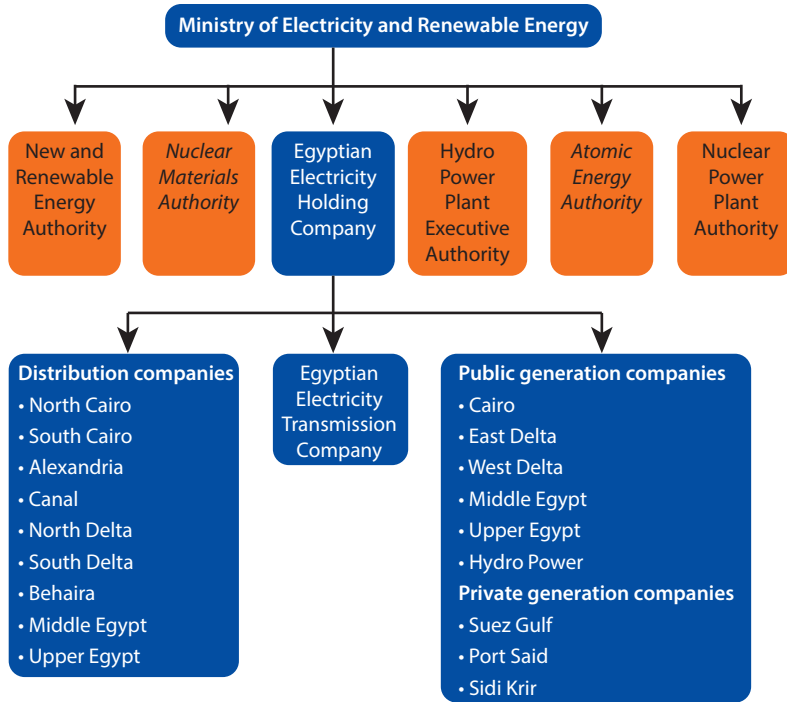 Ministry of Electricity and Renewable Energy
New and
Renewable
Energy
Authority
Nuclear
Materials
Authority
Egyptian
Electricity
Holding
Company
Hydro
Power
Plant
Executive
Authority
Atomic
Energy
Authority
Nuclear
Power
Plant
Authority
Distribution companies
• North Cairo
• South Cairo
• Alexandria
• Canal
• North Delta
• South Delta
• Behaira
• Middle Egypt
• Upper Egypt
Egyptian
Electricity
Transmission
Company
Public generation companies
• Cairo
• East Delta
• West Delta
• Middle Egypt
• Upper Egypt
• Hydro Power
Private generation companies
• Suez Gulf
• Port Said
• Sidi Krir